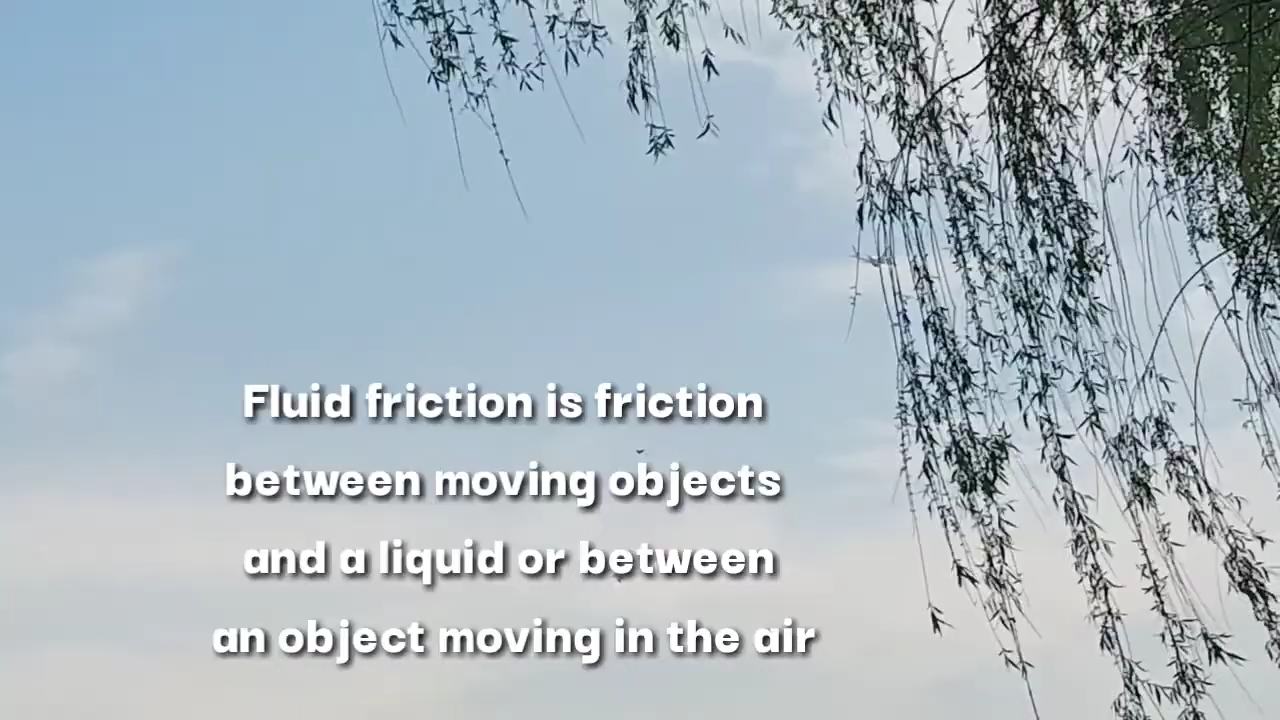 Fluid friction is friction
between moving objects
and a liquid or between
an object moving in the air